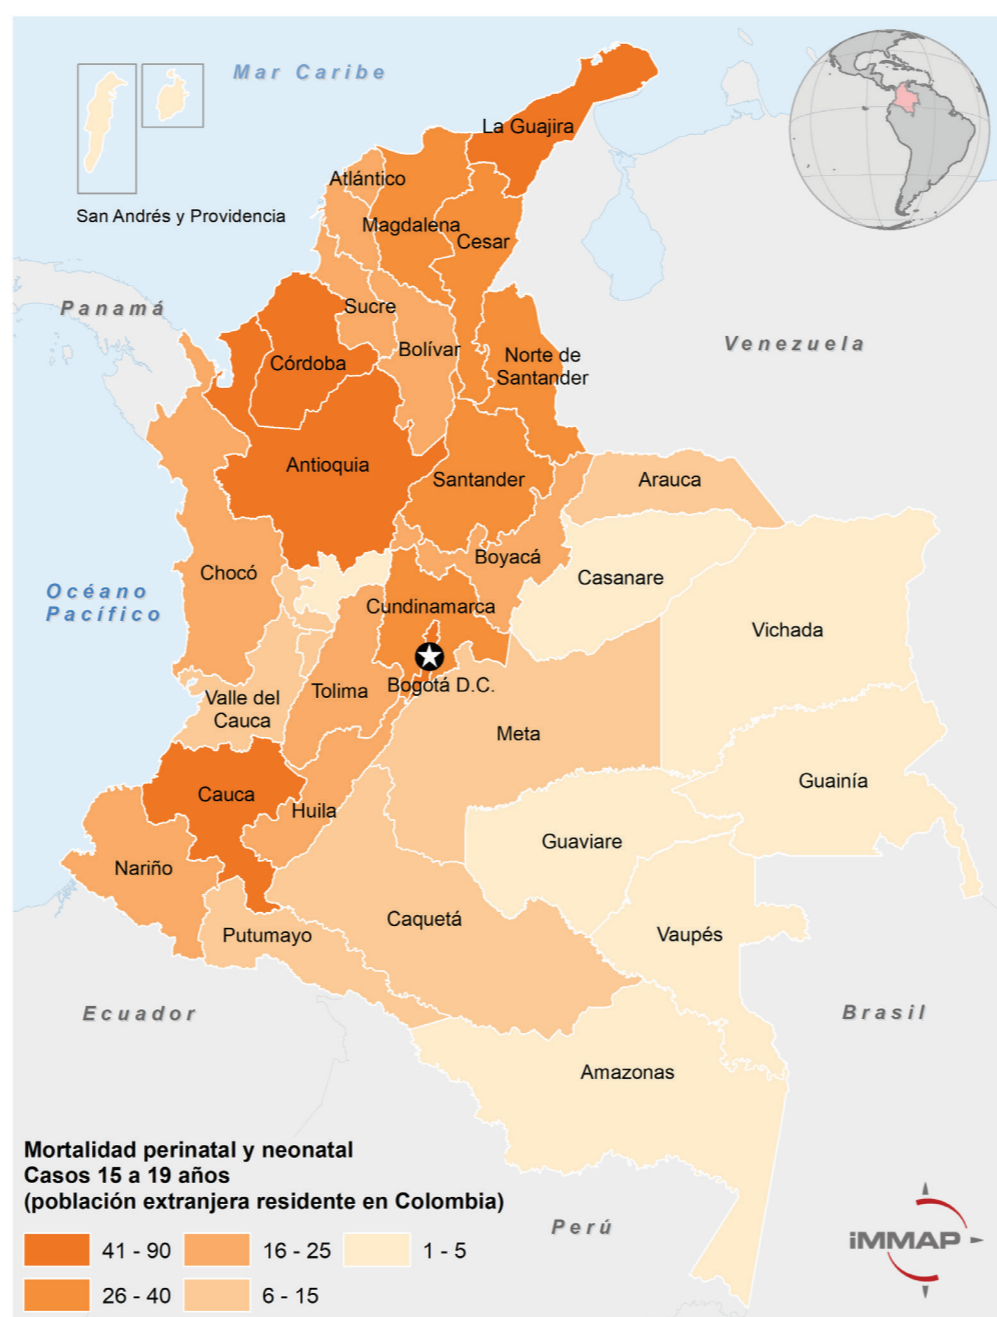 Mar Caribe
La Guajira
Atlántico
San Andrés y Providencia
Magdalena
Cesar
Panamá
Sucre
Venezuela
Bolívar
Córdoba
Norte de
Santander
Antioquia
Santander
Arauca
Boyacá
Chocó
Casanare
Océano
Pacífico
Cundinamarca
Vichada
Bogotá D.C.
Tolima
Valle del
Cauca
Meta
Guainía
Cauca
Huila
Guaviare
Nariño
Caquetá
Putumayo
Vaupés
Ecuador
Brasil
Amazonas
Mortalidad perinatal y neonatal
Casos 15 a 19 años
(población extranjera residente en Colombia)
Perú
41 - 90
16 - 25
1 - 5
26 - 40
6 - 15
iMMAP